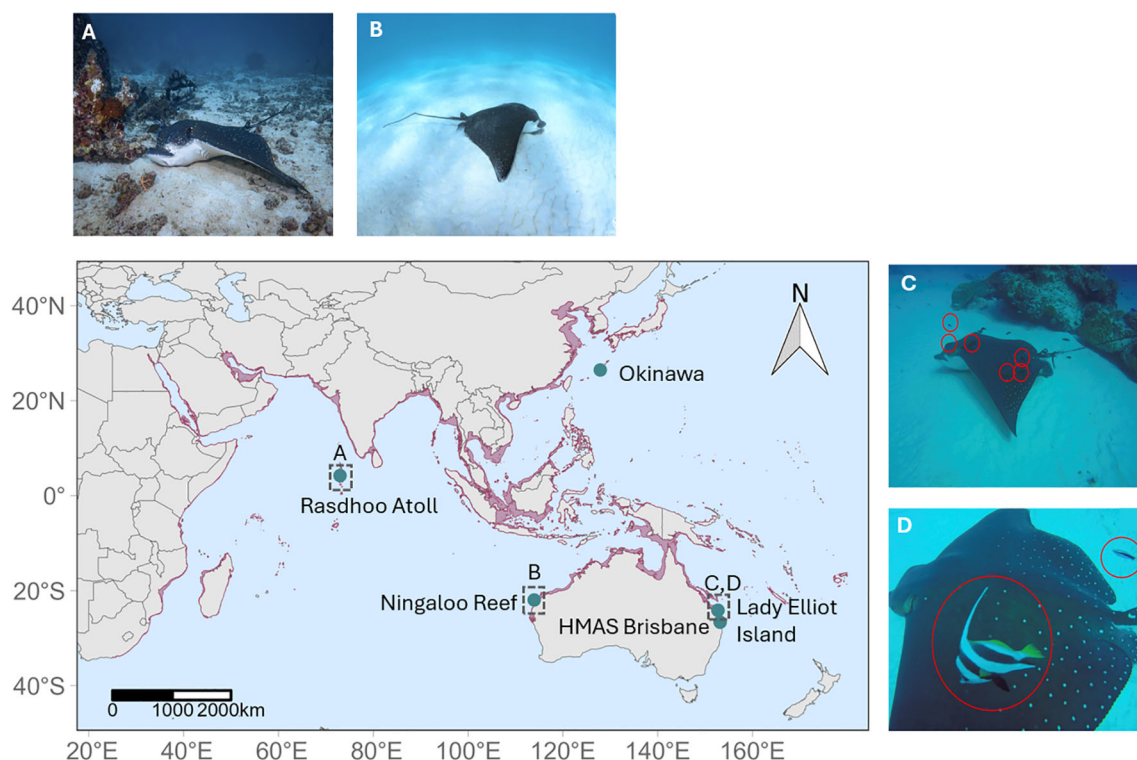 A
B
40°N
20°N
0°
20°S
40°S
N
Okinawa
A
Rasdhoo Atoll
B
Ningaloo Reef
C,D
Lady Elliot
Island
HMAS Brisbane
0 1000 2000km
20°E 40°E 60°E 80°E 100°E 120°E 140°E 160°E
C
D